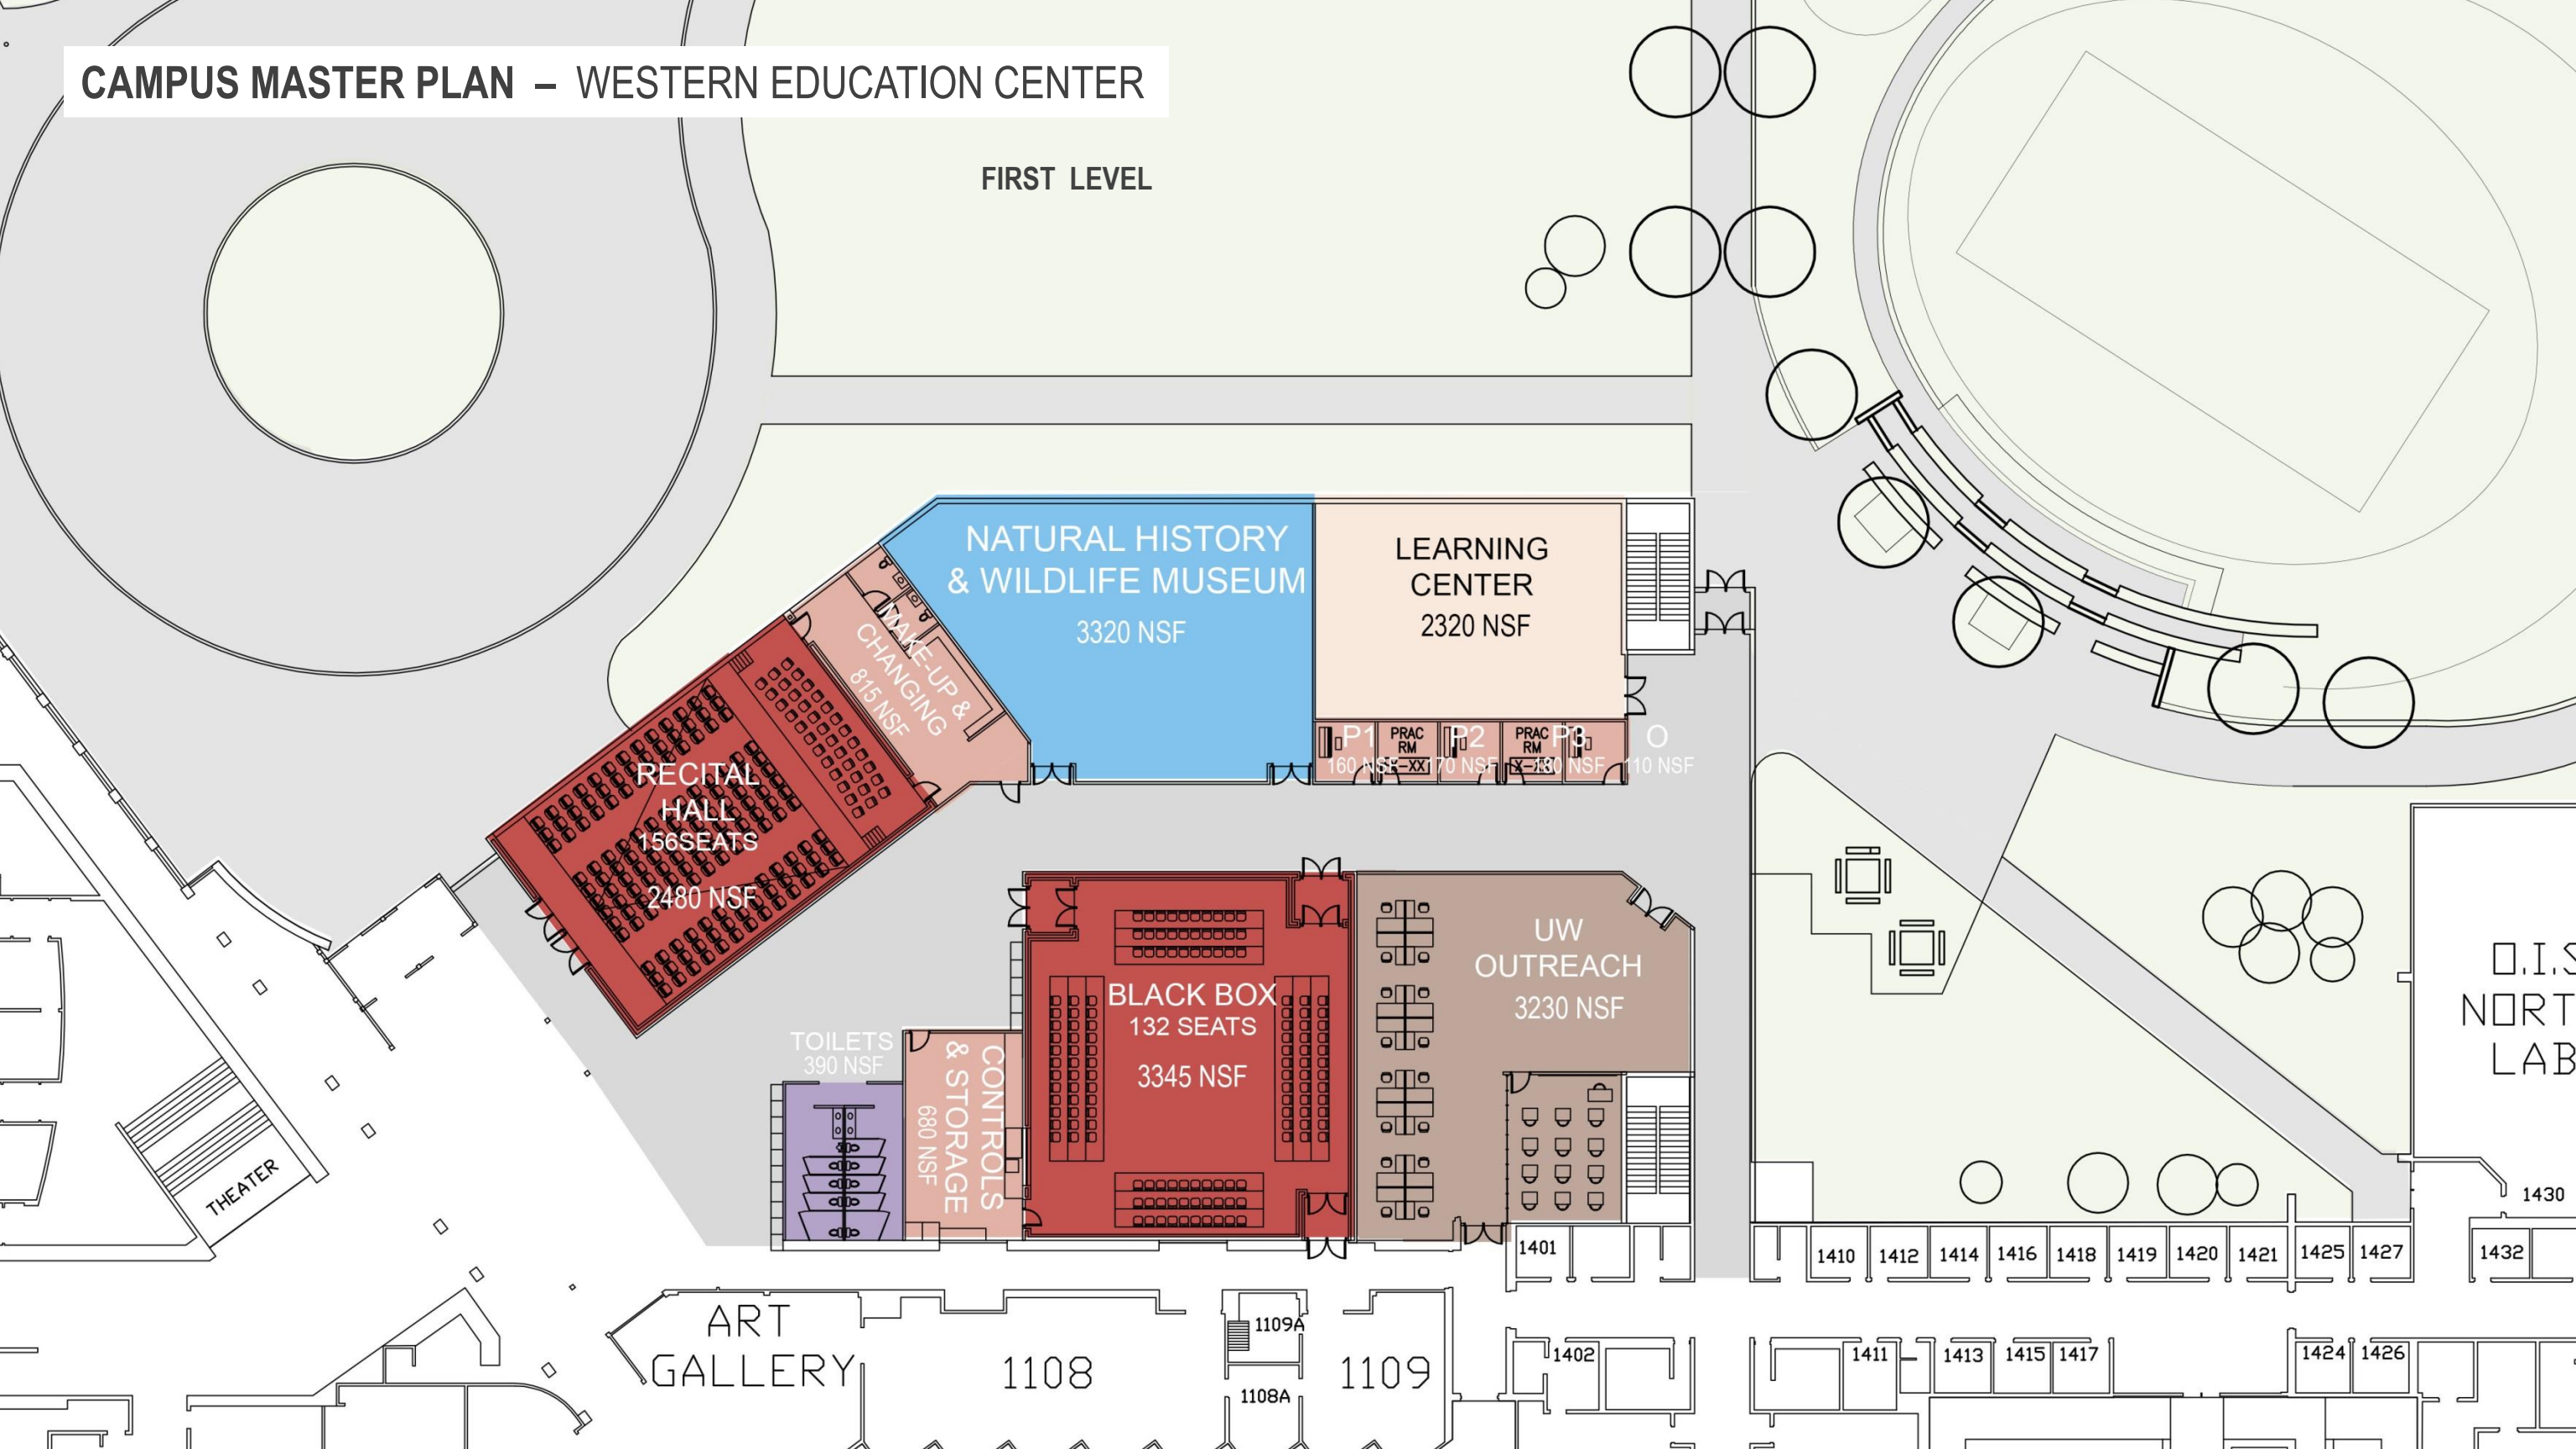 CAMPUS MASTER PLAN – WESTERN EDUCATION CENTER
FIRST LEVEL
NATURAL HISTORY
& WILDLIFE MUSEUM
3320 NSF
LEARNING
CENTER
2320 NSF
MAKE-UP &
CHANGING
815 NSF
P1
160 NSF
PRAC
RM
P2
170 NSF
PRAC
RM
P3
180 NSF
O
110 NSF
RECITAL
HALL
156SEATS
2480 NSF
BLACK BOX
132 SEATS
3345 NSF
UW
OUTREACH
3230 NSF
TOILETS
390 NSF
CONTROLS
& STORAGE
680 NSF
THEATER
O.I.S
NORT
LAB
1430
1401
1410
1412
1414
1416
1418
1419
1420
1421
1425
1427
1432
ART
GALLERY
1108
1109A
1108A
1109
1402
1411
1413
1415
1417
1424
1426